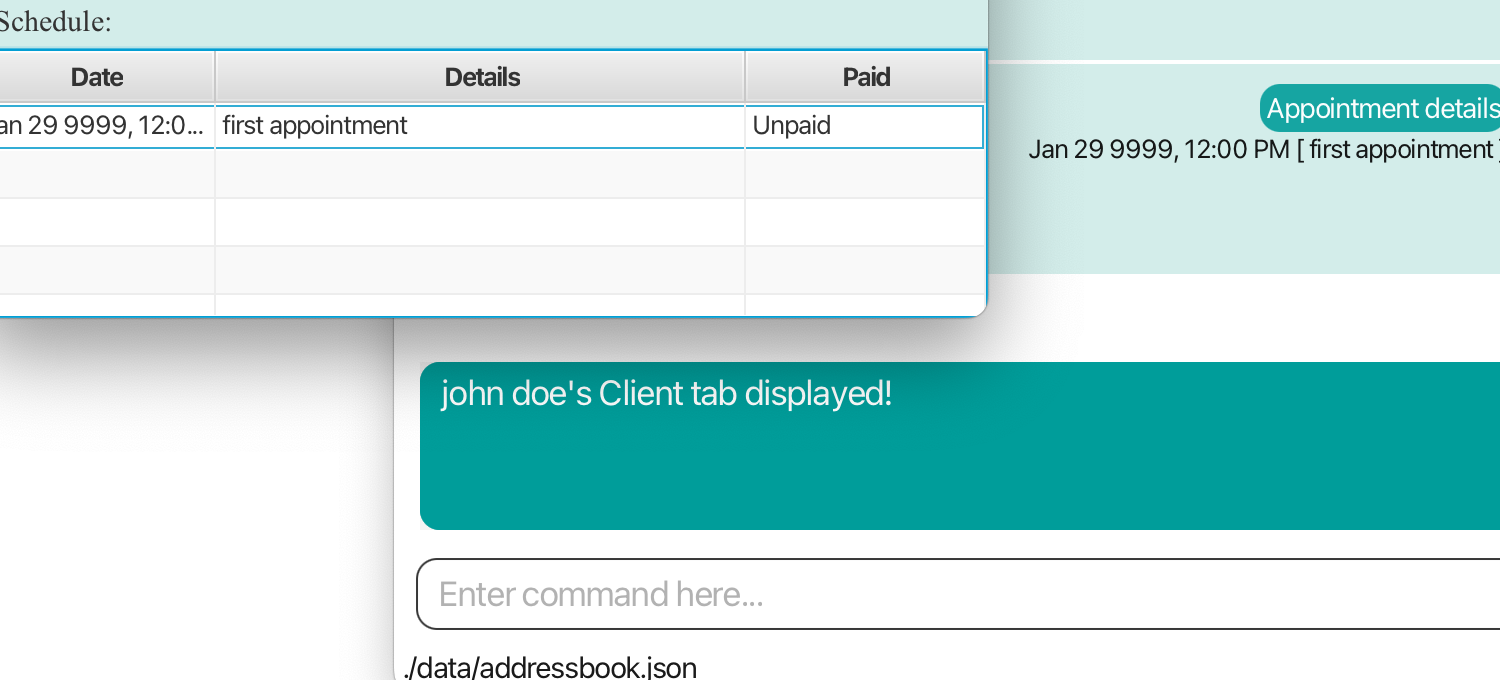 Schedule:
Date Details Paid
an 29 9999, 12:0... first appointment Unpaid
Appointment details
Jan 29 9999, 12:00 PM [ first appointment ]
john doe's Client tab displayed!
Enter command here...
./data/addressbook.json